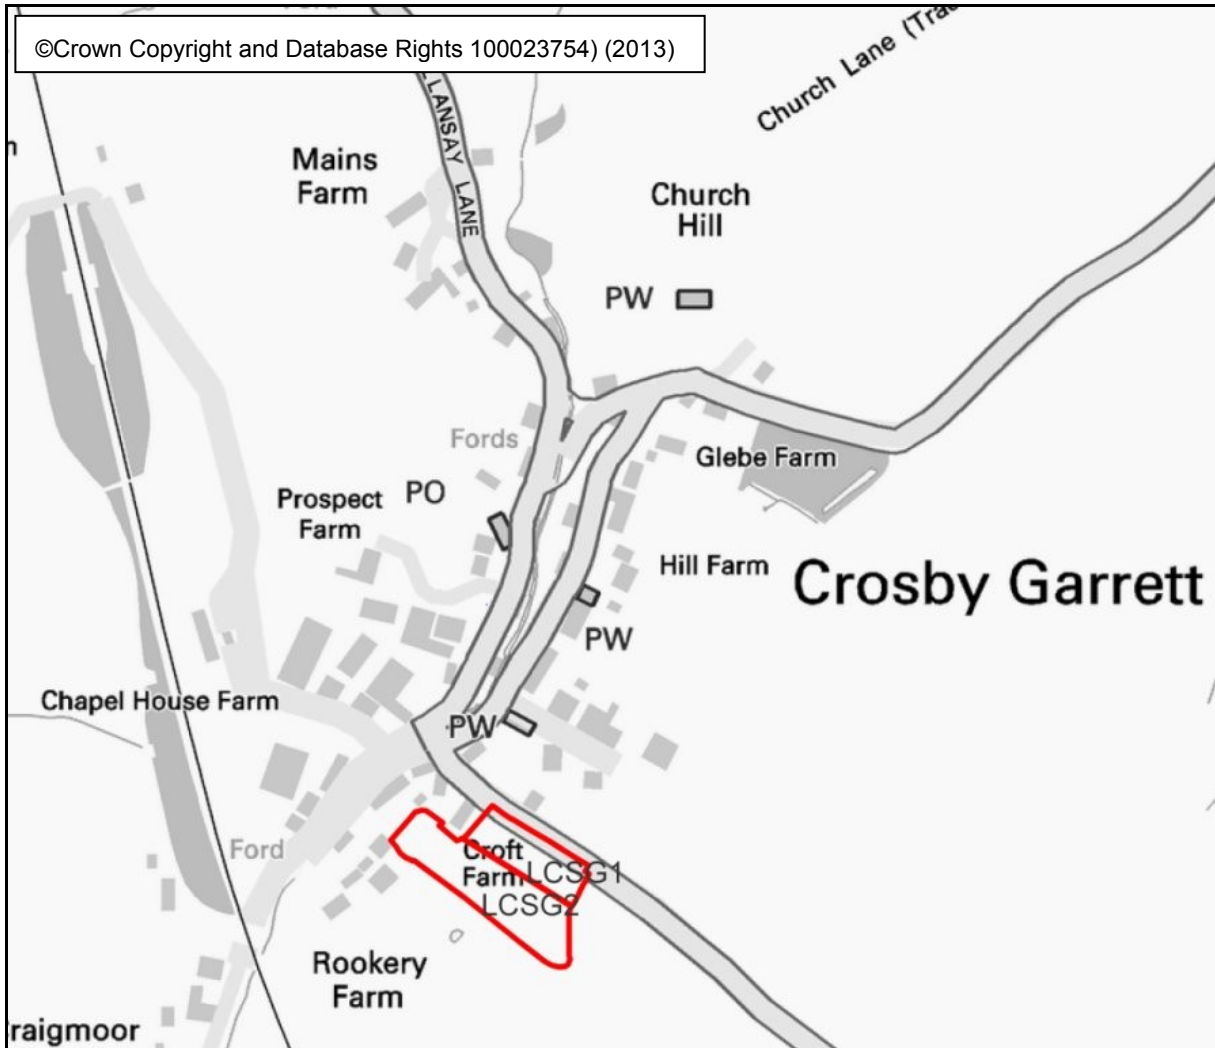 ©Crown Copyright and Database Rights 100023754) (2013)
Church Lane
LLANSAY LANE
Mains
Farm
Church
Hill
PW
Fords
Glebe Farm
PO
Prospect
Farm
Hill Farm
Crosby Garrett
PW
Chapel House Farm
PW
Ford
Croft
Farm
LCSG1
LCSG2
Rookery
Farm
raigmoor